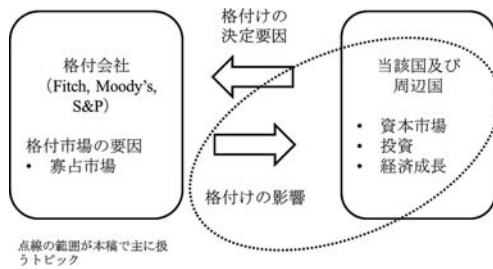 格付けの
決定要因
格付会社
(Fitch, Moody's,
S&P)
格付市場の要因
• 寡占市場
当該国及び
周辺国
• 資本市場
• 投資
• 経済成長
格付けの影響
点線の範囲が本稿で主に扱
うトピック